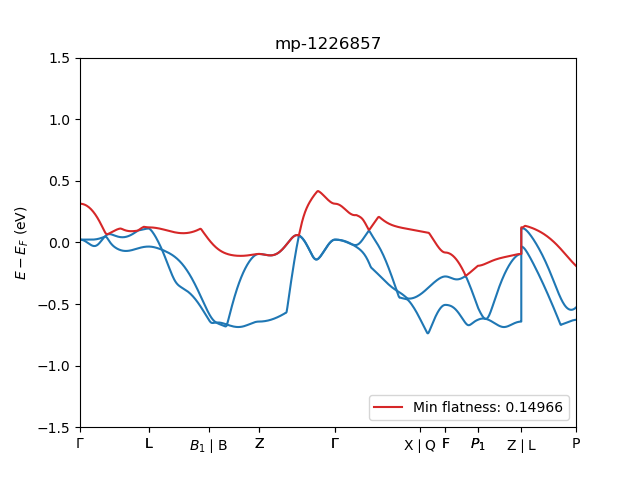 mp-1226857
1.5
1.0
0.5
0.0
−0.5
−1.0
−1.5
E − E_F (eV)
Min flatness: 0.14966
Γ L B₁ | B Z Γ X | Q F P₁ Z | L P